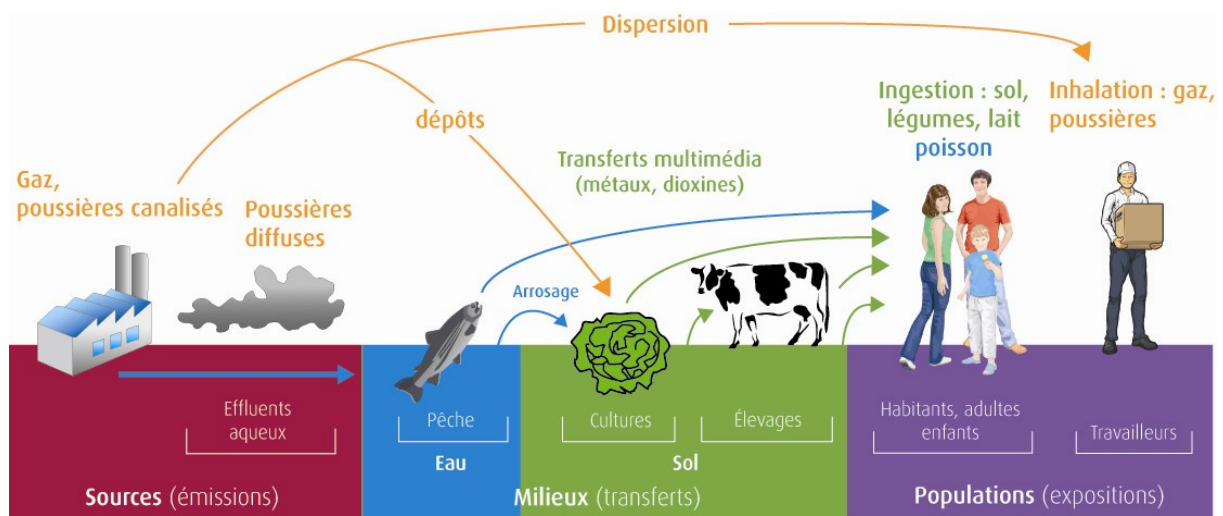 Dispersion
dépôts
Gaz,
poussières canalisés
Poussières
diffuses
Transferts multimédia
(métaux, dioxines)
Ingestion : sol,
légumes, lait
poisson
Inhalation : gaz,
poussières
Arrosage
Effluents
aqueux
Pêche
Cultures
Élevages
Habitants, adultes
enfants
Travailleurs
Eau
Sol
Sources (émissions)
Milieux (transferts)
Populations (expositions)